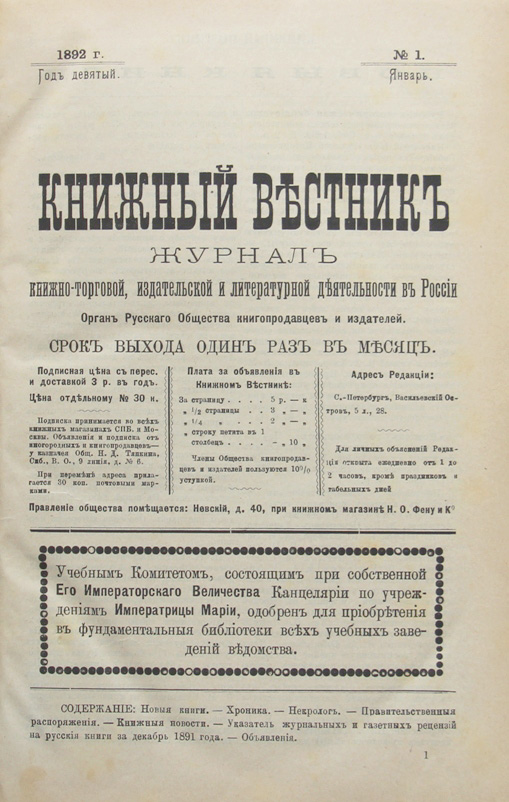 1892 г.
№ 1.
Годъ девятый.
Январь.
КНИЖНЫЙ ВѢСТНИКЪ
ЖУРНАЛЪ
книжно-торговой, издательской и литературной дѣятельности въ Россіи
Органъ Русскаго Общества книгопродавцевъ и издателей.
СРОКЪ ВЫХОДА ОДИНЪ РАЗЪ ВЪ МѢСЯЦЪ.
Подписная цѣна съ перес.
и доставкой 3 р. въ годъ.
Цѣна отдѣльному № 30 к.
Подписка принимается во всѣхъ
книжныхъ магазинахъ СПБ. и Мо-
сквы. Объявленія и подписка отъ
иногородныхъ и книгопродавцевъ—
у казначея Общ. Н. Д. Тяпкина,
Спб., В. О., 9 линія, д. № 6.
При перемѣнѣ адреса прила-
гается 30 коп. почтовыми мар-
ками.
Плата за объявленія въ
Книжномъ Вѣстникѣ:
За страницу . . . . 5 р. — к
„ 1/2 страницы . . 3 „ — „
„ 1/4 „ . . . 2 „ — „
„ строку петита въ 1
столбецъ . . . . . – „ 10 „
Члены Общества книгопродав-
цевъ и издателей пользуются 10%
уступкой.
Адресъ Редакціи:
С.-Петербургъ, Васильевскій Ос-
тровъ, 5 л., 28.
Для личныхъ объясненій Редак-
ція открыта ежедневно отъ 1 до
2 часовъ, кромѣ праздниковъ и
табельныхъ дней
Правленіе общества помѣщается: Невскій, д. 40, при книжномъ магазинѣ Н. О. Фену и К°
Учебнымъ Комитетомъ, состоящимъ при собственной
Его Императорскаго Величества Канцеляріи по учреж-
деніямъ Императрицы Маріи, одобренъ для пріобрѣтенія
въ фундаментальныя библіотеки всѣхъ учебныхъ заве-
деній вѣдомства.
СОДЕРЖАНІЕ: Новыя книги. — Хроника. — Некрологъ. — Правительственныя
распоряженія. — Книжныя новости. — Указатель журнальныхъ и газетныхъ рецензій
на русскія книги за декабрь 1891 года. — Объявленія.
1